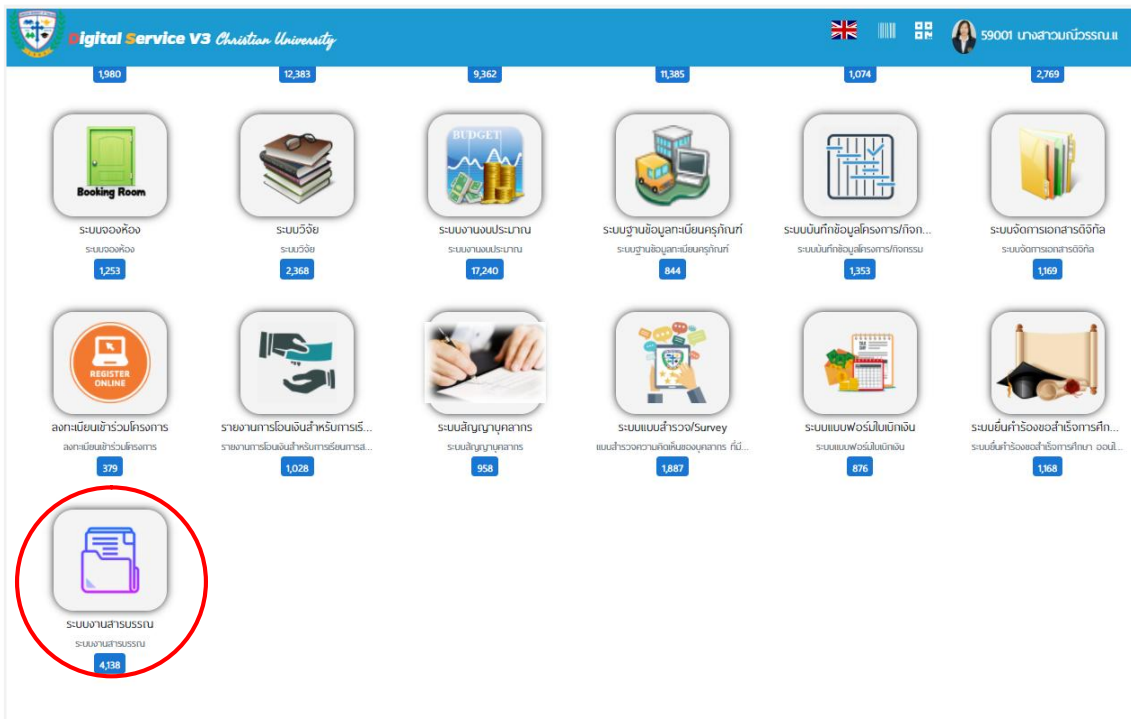 Digital Service V3 Christian University
59001 นางสาวมณีวรรณ.แ
1,980 12,383 9,362 11,385 1,074 2,769
Booking Room
BUDGET
ระบบจองห้อง ระบบวิจัย ระบบงานงบประมาณ ระบบฐานข้อมูลทะเบียนครุภัณฑ์ ระบบบันทึกข้อมูลโครงการ/กิจก... ระบบจัดการเอกสารดิจิทัล
ระบบจองห้อง ระบบวิจัย ระบบงานงบประมาณ ระบบฐานข้อมูลทะเบียนครุภัณฑ์ ระบบบันทึกข้อมูลโครงการ/กิจกรรม ระบบจัดการเอกสารดิจิทัล
1,253 2,368 17,240 844 1,353 1,169
REGISTER
ONLINE
ลงทะเบียนเข้าร่วมโครงการ รายงานการโอนเงินสำหรับการเรี... ระบบสัญญาบุคลากร ระบบแบบสำรวจ/Survey ระบบแบบฟอร์มใบเบิกเงิน ระบบยื่นคำร้องขอสำเร็จการศึก...
ลงทะเบียนเข้าร่วมโครงการ รายงานการโอนเงินสำหรับการเรียนการส... ระบบสัญญาบุคลากร แบบสำรวจความคิดเห็นของบุคลากร ที่มี... ระบบแบบฟอร์มใบเบิกเงิน ระบบยื่นคำร้องขอสำเร็จการศึกษา ออนไ...
379 1,028 958 1,887 876 1,168
ระบบงานสารบรรณ
ระบบงานสารบรรณ
4,138